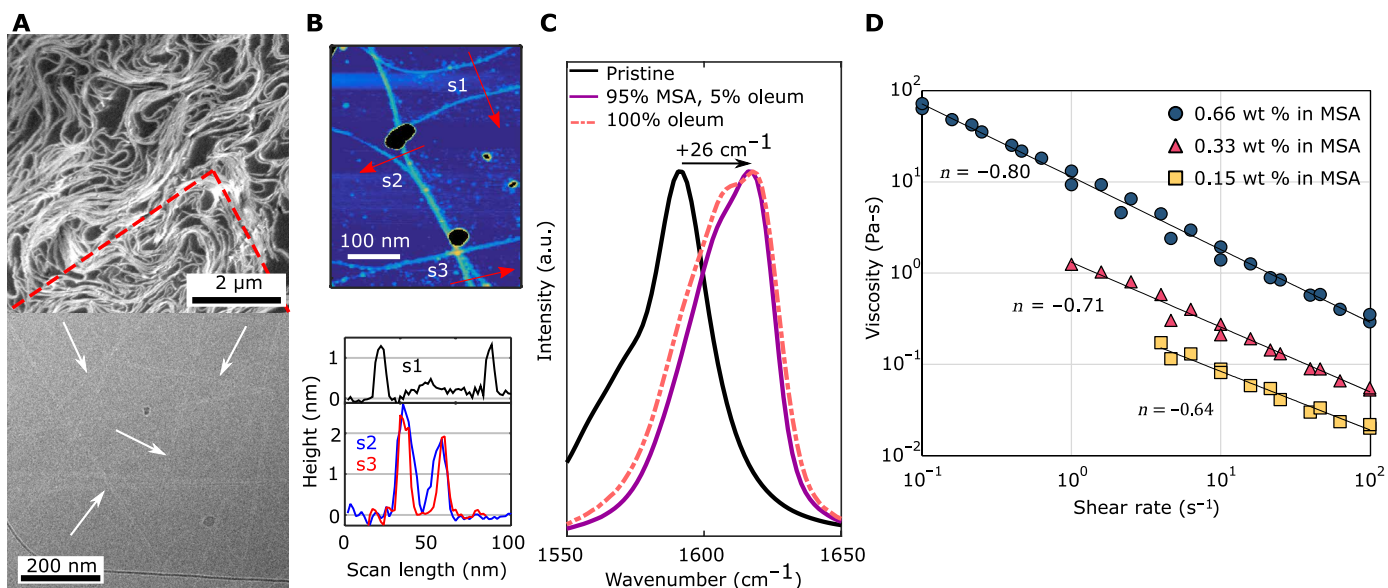 A
2 μm
200 nm
B
s1
s2
s3
100 nm
1
0
s1
2
1
0
s2
s3
Height (nm)
0
50
100
Scan length (nm)
C
Pristine
95% MSA, 5% oleum
100% oleum
+26 cm⁻¹
Intensity (a.u.)
1550
1600
1650
Wavenumber (cm⁻¹)
D
10²
10¹
10⁰
10⁻¹
10⁻²
Viscosity (Pa-s)
0.66 wt % in MSA
0.33 wt % in MSA
0.15 wt % in MSA
n = −0.80
n = −0.71
n = −0.64
10⁻¹
10⁰
10¹
10²
Shear rate (s⁻¹)